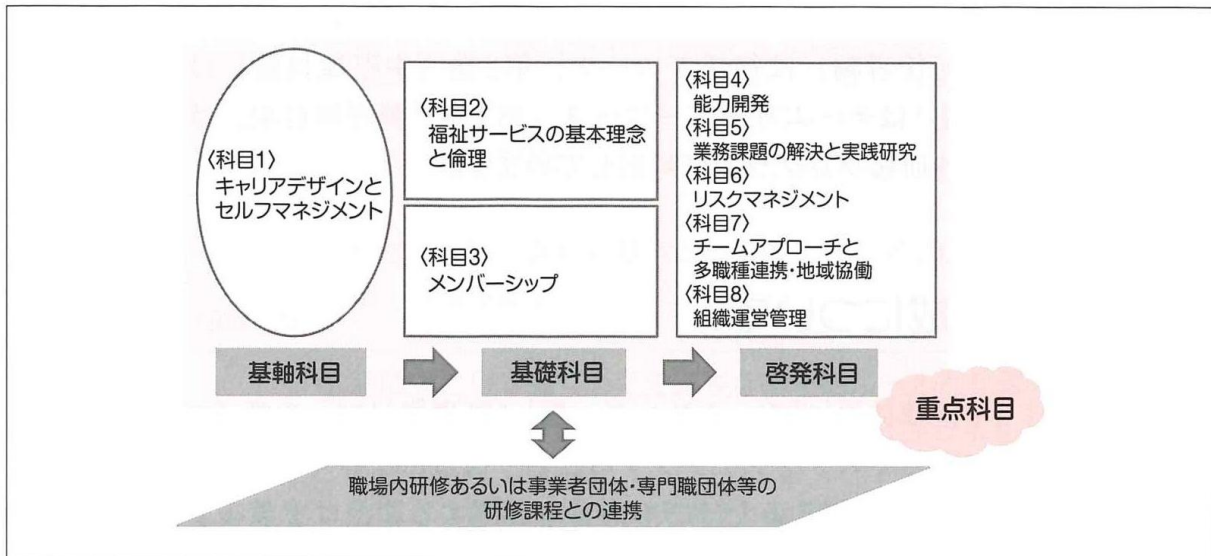 〈科目1〉
キャリアデザインと
セルフマネジメント
〈科目2〉
福祉サービスの基本理念
と倫理
〈科目3〉
メンバーシップ
〈科目4〉
能力開発
〈科目5〉
業務課題の解決と実践研究
〈科目6〉
リスクマネジメント
〈科目7〉
チームアプローチと
多職種連携・地域協働
〈科目8〉
組織運営管理
基軸科目
基礎科目
啓発科目
重点科目
職場内研修あるいは事業者団体・専門職団体等の
研修課程との連携